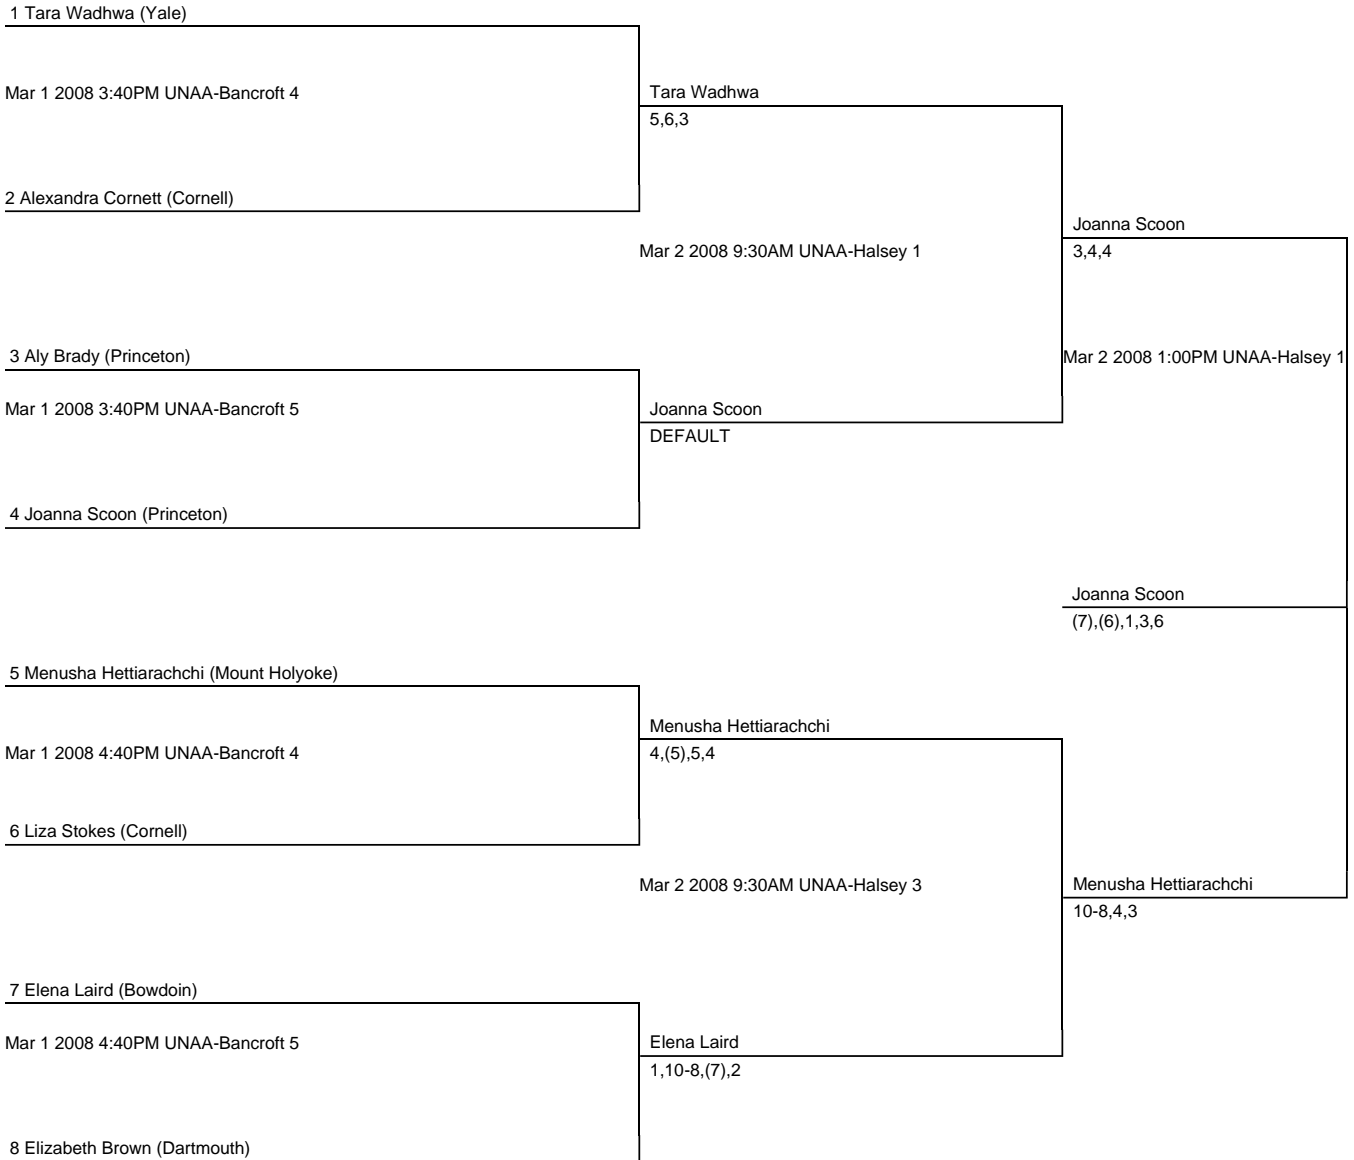 1 Tara Wadhwa (Yale)
Mar 1 2008 3:40PM UNAA-Bancroft 4
Tara Wadhwa
5,6,3
2 Alexandra Cornett (Cornell)
Joanna Scoon
3,4,4
Mar 2 2008 9:30AM UNAA-Halsey 1
3 Aly Brady (Princeton)
Mar 2 2008 1:00PM UNAA-Halsey 1
Mar 1 2008 3:40PM UNAA-Bancroft 5
Joanna Scoon
DEFAULT
4 Joanna Scoon (Princeton)
Joanna Scoon
(7),(6),1,3,6
5 Menusha Hettiarachchi (Mount Holyoke)
Menusha Hettiarachchi
4,(5),5,4
Mar 1 2008 4:40PM UNAA-Bancroft 4
6 Liza Stokes (Cornell)
Mar 2 2008 9:30AM UNAA-Halsey 3
Menusha Hettiarachchi
10-8,4,3
7 Elena Laird (Bowdoin)
Mar 1 2008 4:40PM UNAA-Bancroft 5
Elena Laird
1,10-8,(7),2
8 Elizabeth Brown (Dartmouth)